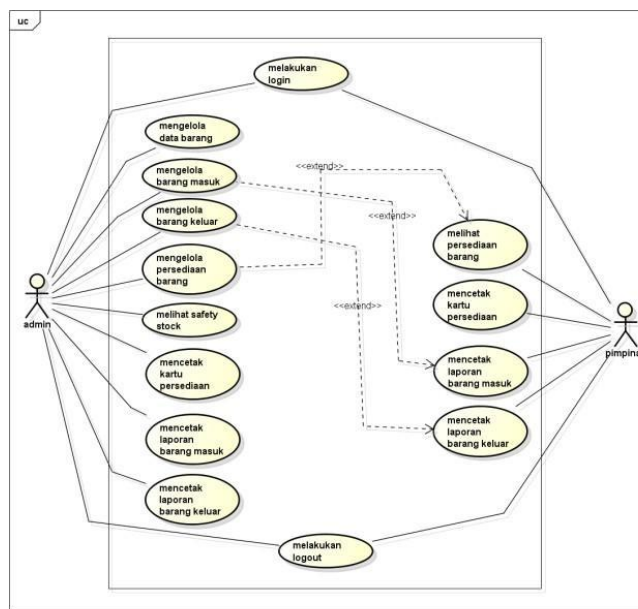 uc
melakukan
login
mengelola
data barang
mengelola
barang masuk
mengelola
barang keluar
mengelola
persediaan
barang
melihat safety
stock
mencetak
kartu
persediaan
mencetak
laporan
barang masuk
mencetak
laporan
barang keluar
melakukan
logout
admin
<<extend>>
<<extend>>
<<extend>>
melihat
persediaan
barang
mencetak
kartu
persediaan
mencetak
laporan
barang masuk
mencetak
laporan
barang keluar
pimpina